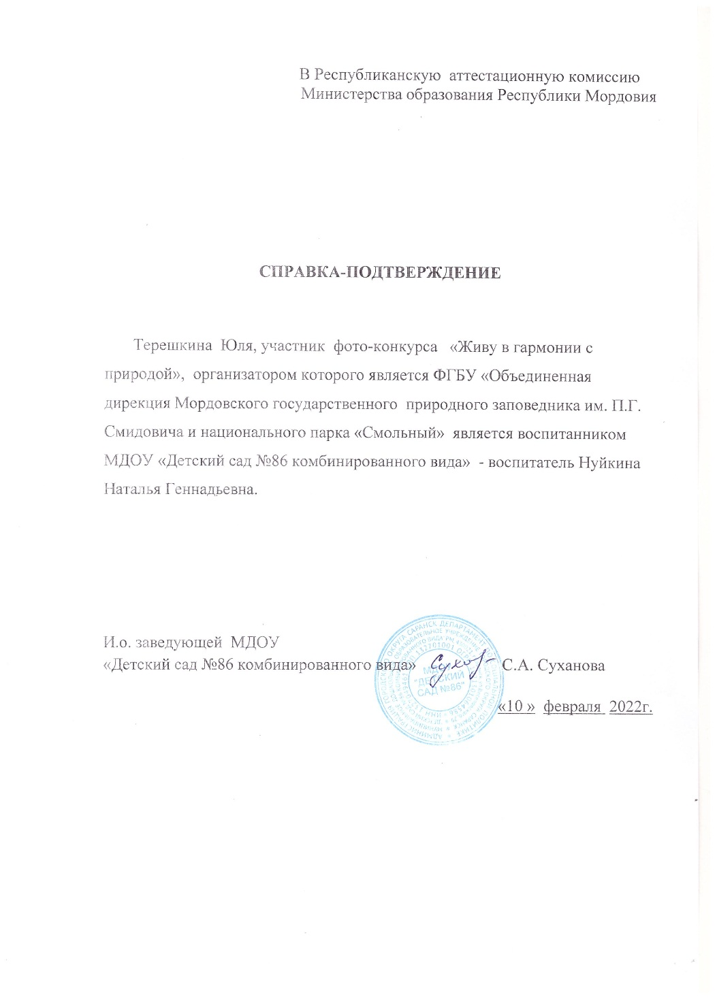 В Республиканскую аттестационную комиссию
Министерства образования Республики Мордовия
СПРАВКА-ПОДТВЕРЖДЕНИЕ
Терешкина Юля, участник фото-конкурса «Живу в гармонии с
природой», организатором которого является ФГБУ «Объединенная
дирекция Мордовского государственного природного заповедника им. П.Г.
Смидовича и национального парка «Смольный» является воспитанником
МДОУ «Детский сад №86 комбинированного вида» - воспитатель Нуйкина
Наталья Геннадьевна.
И.о. заведующей МДОУ
«Детский сад №86 комбинированного вида» С.А. Суханова
МДОУ
"ДЕТСКИЙ
САД №86"
«10 » февраля 2022г.